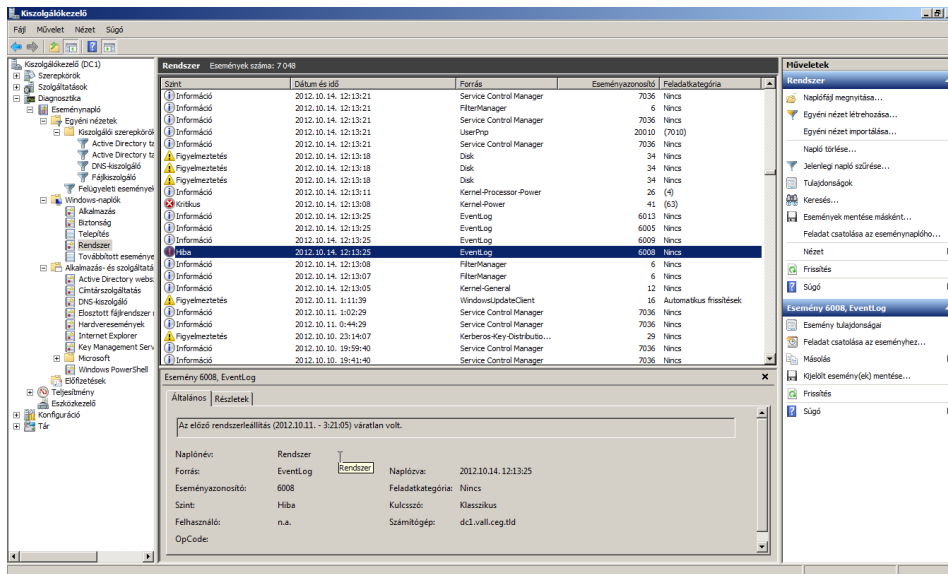 Kiszolgálókezelő
Fájl Művelet Nézet Súgó
Kiszolgálókezelő (DC1)
Szerepkörök
Szolgáltatások
Diagnosztika
Eseménynapló
Egyéni nézetek
Kiszolgálói szerepkörök
Active Directory ta
Active Directory ta
DNS-kiszolgáló
Fájlkiszolgáló
Felügyeleti események
Windows-naplók
Alkalmazás
Biztonság
Telepítés
Rendszer
Továbbított eseménye
Alkalmazás- és szolgáltatá
Active Directory webs
Címtárszolgáltatás
DNS-kiszolgáló
Elosztott fájlrendszer
Hardveresemények
Internet Explorer
Key Management Serv
Microsoft
Windows PowerShell
Előfizetések
Teljesítmény
Eszközkezelő
Konfiguráció
Tár
Rendszer Események száma: 7 048
Szint Dátum és idő Forrás Eseményazonosító Feladatkategória
Információ 2012.10.14. 12:13:21 Service Control Manager 7036 Nincs
Információ 2012.10.14. 12:13:21 FilterManager 6 Nincs
Információ 2012.10.14. 12:13:21 Service Control Manager 7036 Nincs
Információ 2012.10.14. 12:13:21 UserPnp 20010 (7010)
Információ 2012.10.14. 12:13:21 Service Control Manager 7036 Nincs
Figyelmeztetés 2012.10.14. 12:13:18 Disk 34 Nincs
Figyelmeztetés 2012.10.14. 12:13:18 Disk 34 Nincs
Figyelmeztetés 2012.10.14. 12:13:18 Disk 34 Nincs
Információ 2012.10.14. 12:13:11 Kernel-Processor-Power 26 (4)
Kritikus 2012.10.14. 12:13:08 Kernel-Power 41 (63)
Információ 2012.10.14. 12:13:25 EventLog 6013 Nincs
Információ 2012.10.14. 12:13:25 EventLog 6005 Nincs
Információ 2012.10.14. 12:13:25 EventLog 6009 Nincs
Hiba 2012.10.14. 12:13:25 EventLog 6008 Nincs
Információ 2012.10.14. 12:13:08 FilterManager 6 Nincs
Információ 2012.10.14. 12:13:07 FilterManager 6 Nincs
Információ 2012.10.14. 12:13:05 Kernel-General 12 Nincs
Figyelmeztetés 2012.10.11. 1:11:39 WindowsUpdateClient 16 Automatikus frissítések
Információ 2012.10.11. 1:02:29 Service Control Manager 7036 Nincs
Információ 2012.10.11. 0:44:29 Service Control Manager 7036 Nincs
Figyelmeztetés 2012.10.10. 23:14:07 Kerberos-Key-Distributio... 29 Nincs
Információ 2012.10.10. 19:59:40 Service Control Manager 7036 Nincs
Információ 2012.10.10. 19:41:40 Service Control Manager 7036 Nincs
Esemény 6008, EventLog
Általános Részletek
Az előző rendszerleállítás (2012.10.11. - 3:21:05) váratlan volt.
Naplónév: Rendszer
Rendszer
Forrás: EventLog Naplózva: 2012.10.14. 12:13:25
Eseményazonosító: 6008 Feladatkategória: Nincs
Szint: Hiba Kulcsszó: Klasszikus
Felhasználó: n.a. Számítógép: dc1.vall.ceg.tld
OpCode:
Műveletek
Rendszer
Naplófájl megnyitása...
Egyéni nézet létrehozása...
Egyéni nézet importálása...
Napló törlése...
Jelenlegi napló szűrése...
Tulajdonságok
Keresés...
Események mentése másként...
Feladat csatolása az eseménynaplóho...
Nézet
Frissítés
Súgó
Esemény 6008, EventLog
Esemény tulajdonságai
Feladat csatolása az eseményhez...
Másolás
Kijelölt esemény(ek) mentése...
Frissítés
Súgó